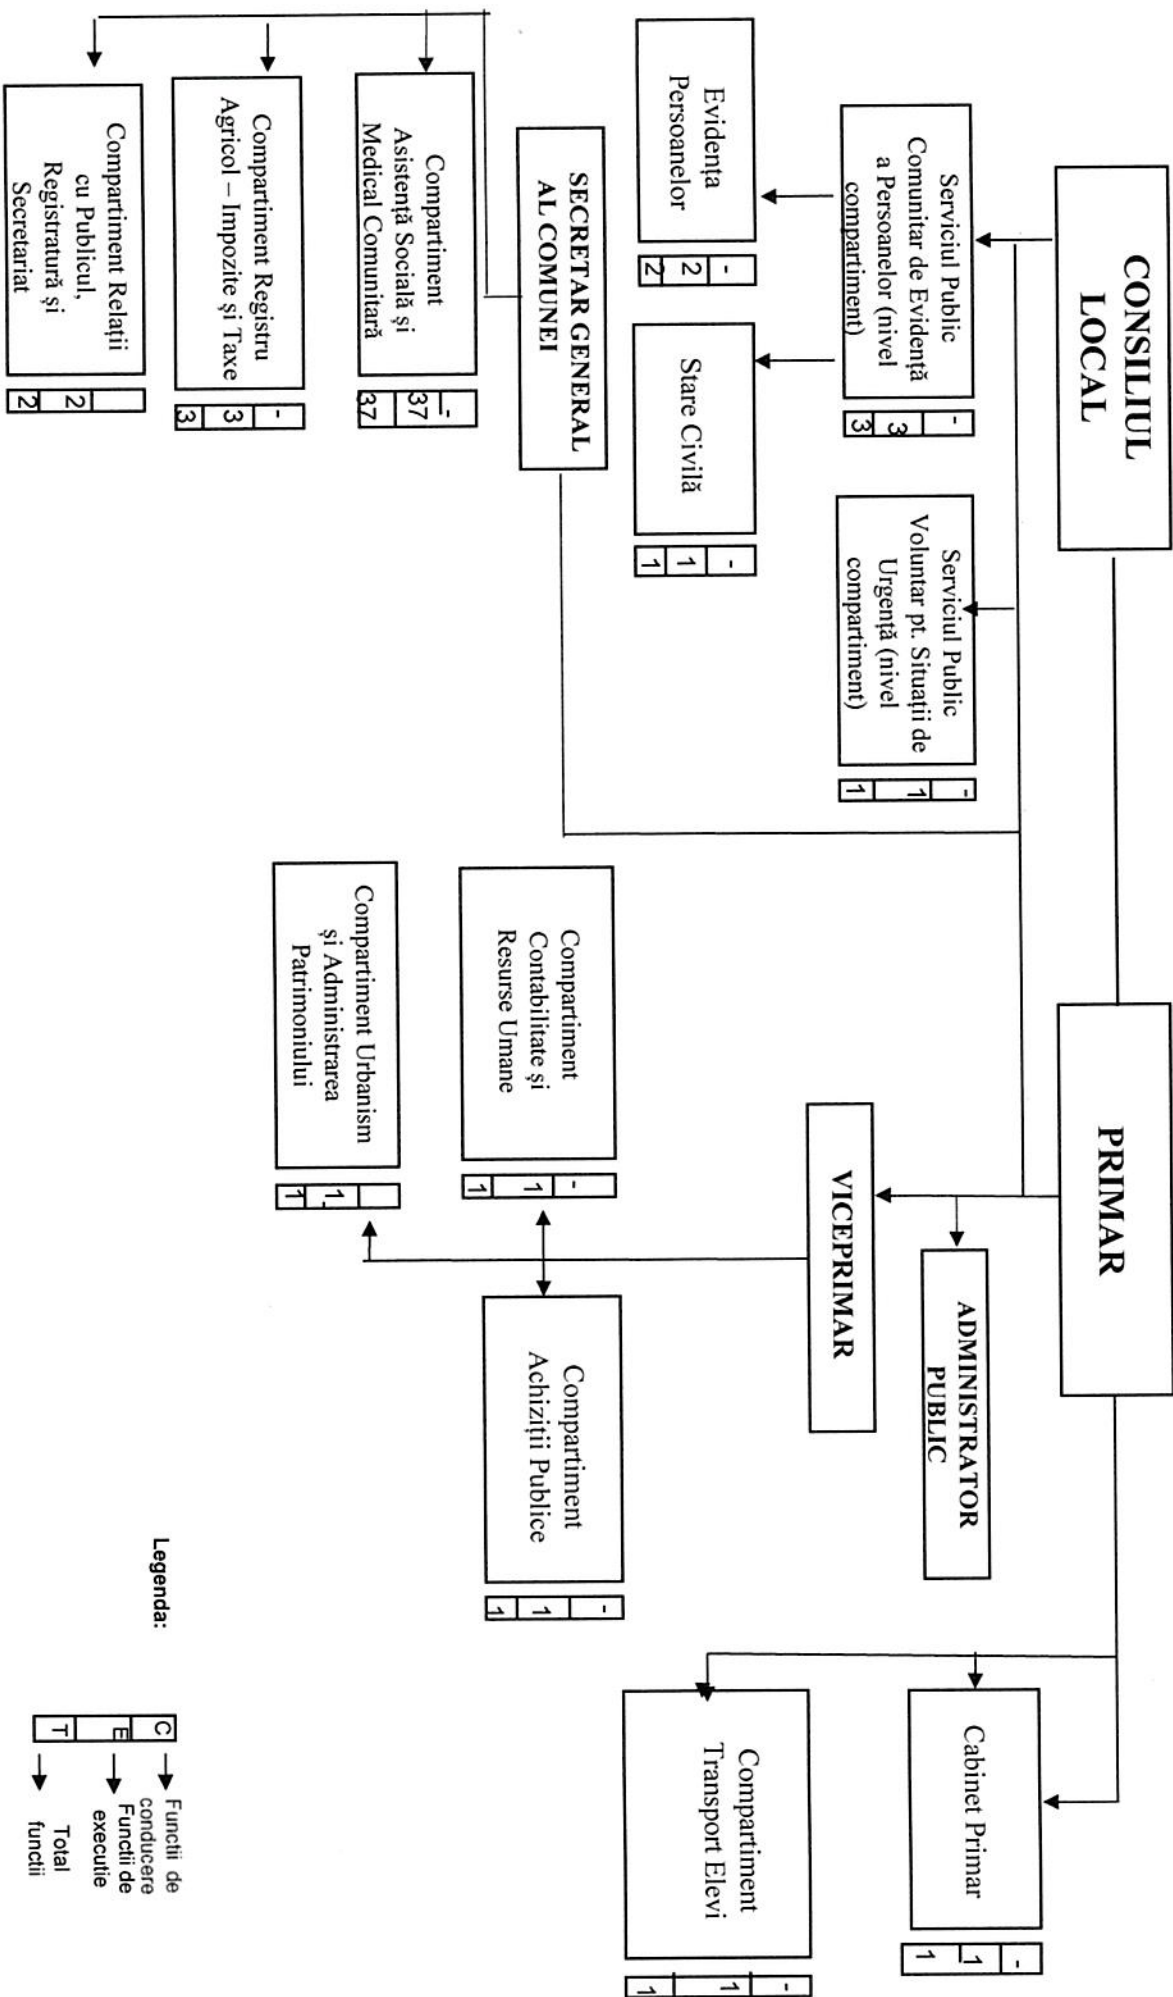 CONSILIUL
LOCAL
PRIMAR
Serviciul Public
Comunitar de Evidență
a Persoanelor (nivel
compartiment)
-
3
3
Serviciul Public
Voluntar pt. Situații de
Urgență (nivel
compartiment)
-
1
1
ADMINISTRATOR
PUBLIC
Cabinet Primar
-
1
1
Evidența
Persoanelor
-
2
2
Stare Civilă
-
1
1
VICEPRIMAR
Compartiment
Transport Elevi
-
1
1
SECRETAR GENERAL
AL COMUNEI
Compartiment
Contabilitate și
Resurse Umane
-
1
1
Compartiment
Achiziții Publice
-
1
1
Compartiment
Asistență Socială și
Medical Comunitară
-
37
37
Compartiment Urbanism
și Administrarea
Patrimoniului
1
1
Compartiment Registru
Agricol – Impozite și Taxe
-
3
3
Compartiment Relații
cu Publicul,
Registratură și
Secretariat
2
2
Legenda:
C
E
T
Functii de
conducere
Functii de
executie
Total
functii